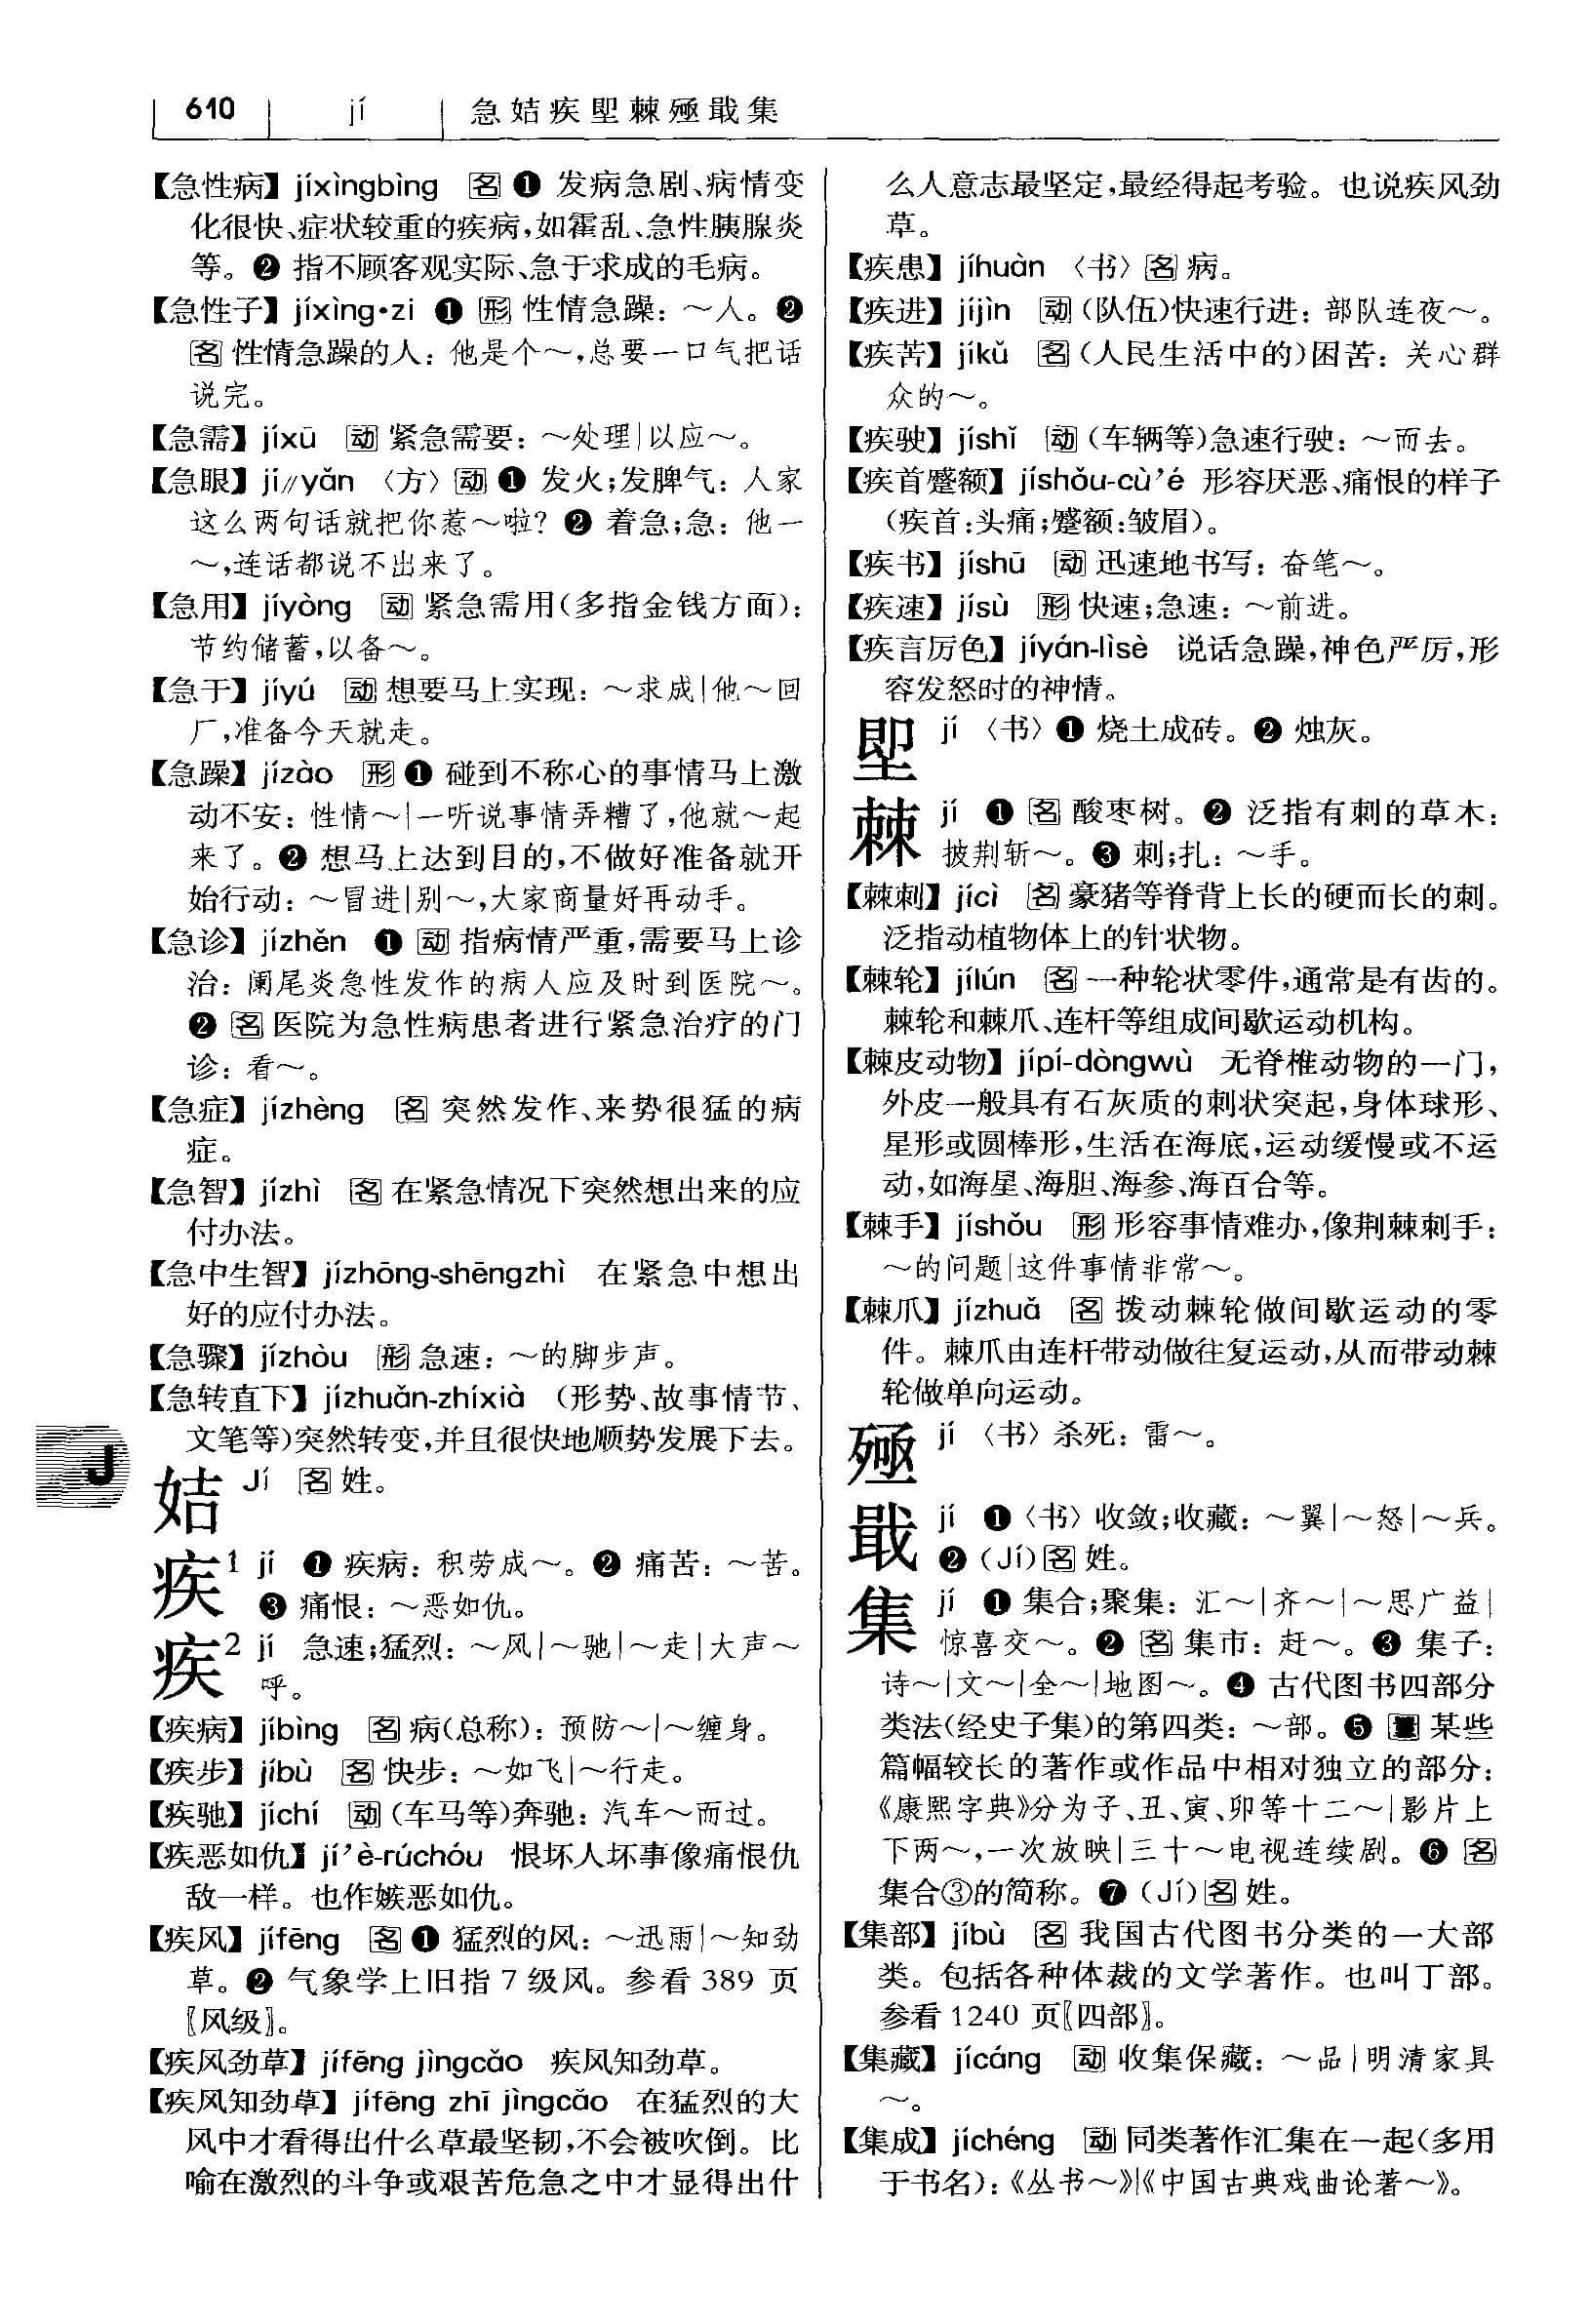 610 jí 急姞疾堲棘殛戢集
【急性病】jíxìngbìng 名 ❶ 发病急剧、病情变
化很快、症状较重的疾病,如霍乱、急性胰腺炎
等。❷ 指不顾客观实际、急于求成的毛病。
【急性子】jíxìng•zi ❶ 形 性情急躁：～人。❷
名 性情急躁的人：他是个～,总要一口气把话
说完。
【急需】jíxū 动 紧急需要：～处理|以应～。
【急眼】jí//yǎn 〈方〉动 ❶ 发火;发脾气：人家
这么两句话就把你惹～啦? ❷ 着急;急：他一
～,连话都说不出来了。
【急用】jíyòng 动 紧急需用(多指金钱方面)：
节约储蓄,以备～。
【急于】jíyú 动 想要马上实现：～求成|他～回
厂,准备今天就走。
【急躁】jízào 形 ❶ 碰到不称心的事情马上激
动不安：性情～|一听说事情弄糟了,他就～起
来了。❷ 想马上达到目的,不做好准备就开
始行动：～冒进|别～,大家商量好再动手。
【急诊】jízhěn ❶ 动 指病情严重,需要马上诊
治：阑尾炎急性发作的病人应及时到医院～。
❷ 名 医院为急性病患者进行紧急治疗的门
诊：看～。
【急症】jízhèng 名 突然发作、来势很猛的病
症。
【急智】jízhì 名 在紧急情况下突然想出来的应
付办法。
【急中生智】jízhōng-shēngzhì 在紧急中想出
好的应付办法。
【急骤】jízhòu 形 急速：～的脚步声。
【急转直下】jízhuǎn-zhíxià (形势、故事情节、
文笔等)突然转变,并且很快地顺势发展下去。
J
姞 Jí 名 姓。
疾1 jí ❶ 疾病：积劳成～。❷ 痛苦：～苦。
❸ 痛恨：～恶如仇。
疾2 jí 急速;猛烈：～风|～驰|～走|大声～
呼。
【疾病】jíbìng 名 病(总称)：预防～|～缠身。
【疾步】jíbù 名 快步：～如飞|～行走。
【疾驰】jíchí 动 (车马等)奔驰：汽车～而过。
【疾恶如仇】jí’è-rúchóu 恨坏人坏事像痛恨仇
敌一样。也作嫉恶如仇。
【疾风】jífēng 名 ❶ 猛烈的风：～迅雨|～知劲
草。❷ 气象学上旧指 7 级风。参看 389 页
〖风级〗。
【疾风劲草】jífēng jìngcǎo 疾风知劲草。
【疾风知劲草】jífēng zhī jìngcǎo 在猛烈的大
风中才看得出什么草最坚韧,不会被吹倒。比
喻在激烈的斗争或艰苦危急之中才显得出什
么人意志最坚定,最经得起考验。也说疾风劲
草。
【疾患】jíhuàn 〈书〉名 病。
【疾进】jíjìn 动 (队伍)快速行进：部队连夜～。
【疾苦】jíkǔ 名 (人民生活中的)困苦：关心群
众的～。
【疾驶】jíshǐ 动 (车辆等)急速行驶：～而去。
【疾首蹙额】jíshǒu-cù’é 形容厌恶、痛恨的样子
(疾首:头痛;蹙额:皱眉)。
【疾书】jíshū 动 迅速地书写：奋笔～。
【疾速】jísù 形 快速;急速：～前进。
【疾言厉色】jíyán-lìsè 说话急躁,神色严厉,形
容发怒时的神情。
堲 jí 〈书〉❶ 烧土成砖。❷ 烛灰。
棘 jí ❶ 名 酸枣树。❷ 泛指有刺的草木：
披荆斩～。❸ 刺;扎：～手。
【棘刺】jícì 名 豪猪等脊背上长的硬而长的刺。
泛指动植物体上的针状物。
【棘轮】jílún 名 一种轮状零件,通常是有齿的。
棘轮和棘爪、连杆等组成间歇运动机构。
【棘皮动物】jípí-dòngwù 无脊椎动物的一门,
外皮一般具有石灰质的刺状突起,身体球形、
星形或圆棒形,生活在海底,运动缓慢或不运
动,如海星、海胆、海参、海百合等。
【棘手】jíshǒu 形 形容事情难办,像荆棘刺手：
～的问题|这件事情非常～。
【棘爪】jízhuǎ 名 拨动棘轮做间歇运动的零
件。棘爪由连杆带动做往复运动,从而带动棘
轮做单向运动。
殛 jí 〈书〉杀死：雷～。
戢 jí ❶〈书〉收敛;收藏：～翼|～怒|～兵。
❷ (Jí)名 姓。
集 jí ❶ 集合;聚集：汇～|齐～|～思广益|
惊喜交～。❷ 名 集市：赶～。❸ 集子：
诗～|文～|全～|地图～。❹ 古代图书四部分
类法(经史子集)的第四类：～部。❺ 量 某些
篇幅较长的著作或作品中相对独立的部分：
《康熙字典》分为子、丑、寅、卯等十二～|影片上
下两～,一次放映|三十～电视连续剧。❻ 名
集合③的简称。❼ (Jí)名 姓。
【集部】jíbù 名 我国古代图书分类的一大部
类。包括各种体裁的文学著作。也叫丁部。
参看 1240 页〖四部〗。
【集藏】jícáng 动 收集保藏：～品|明清家具
～。
【集成】jíchéng 动 同类著作汇集在一起(多用
于书名)：《丛书～》|《中国古典戏曲论著～》。